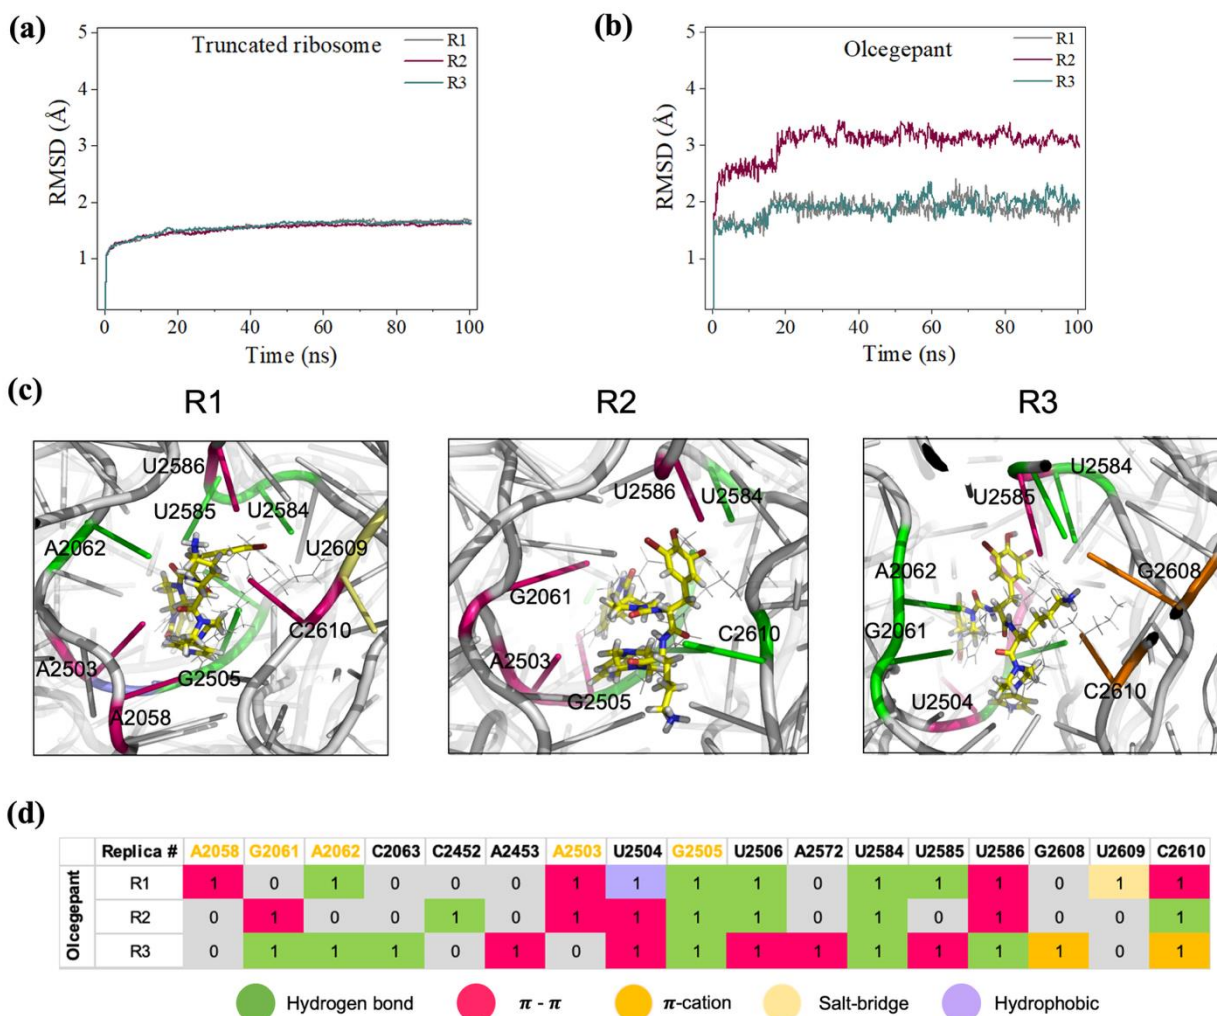 (a)
Truncated ribosome
R1
R2
R3
5
4
3
2
1
RMSD (Å)
0
20
40
60
80
100
Time (ns)
(b)
Olcegepant
R1
R2
R3
5
4
3
2
1
RMSD (Å)
0
20
40
60
80
100
Time (ns)
(c)
R1
U2586
U2585
U2584
A2062
U2609
C2610
A2503
G2505
A2058
R2
U2586
U2584
G2061
C2610
A2503
G2505
R3
U2584
U2585
A2062
G2608
G2061
U2504
C2610
(d)
Replica # A2058 G2061 A2062 C2063 C2452 A2453 A2503 U2504 G2505 U2506 A2572 U2584 U2585 U2586 G2608 U2609 C2610
Olcegepant
R1 1 0 1 0 0 0 1 1 1 1 0 1 1 1 0 1 1
R2 0 1 0 0 1 0 1 1 1 1 0 1 0 1 0 0 1
R3 0 1 1 1 0 1 0 1 1 1 1 1 1 1 1 0 1
Hydrogen bond
π - π
π-cation
Salt-bridge
Hydrophobic